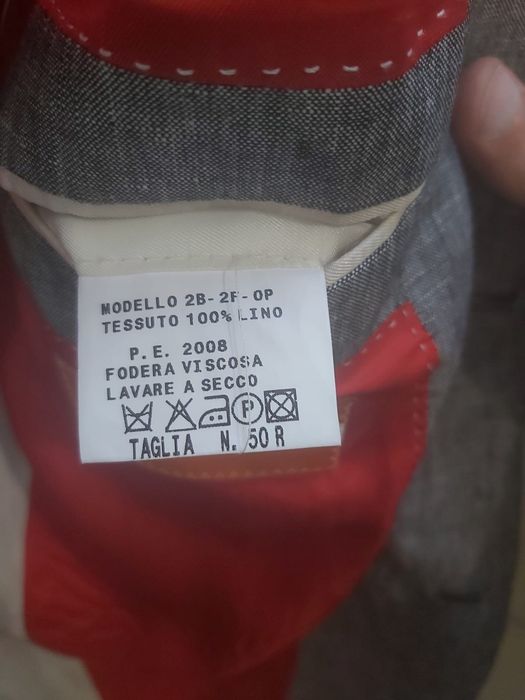 MODELLO 2B-2F-OP
TESSUTO 100% LINO
P.E. 2008
FODERA VISCOSA
LAVARE A SECCO
P
TAGLIA N. 50 R